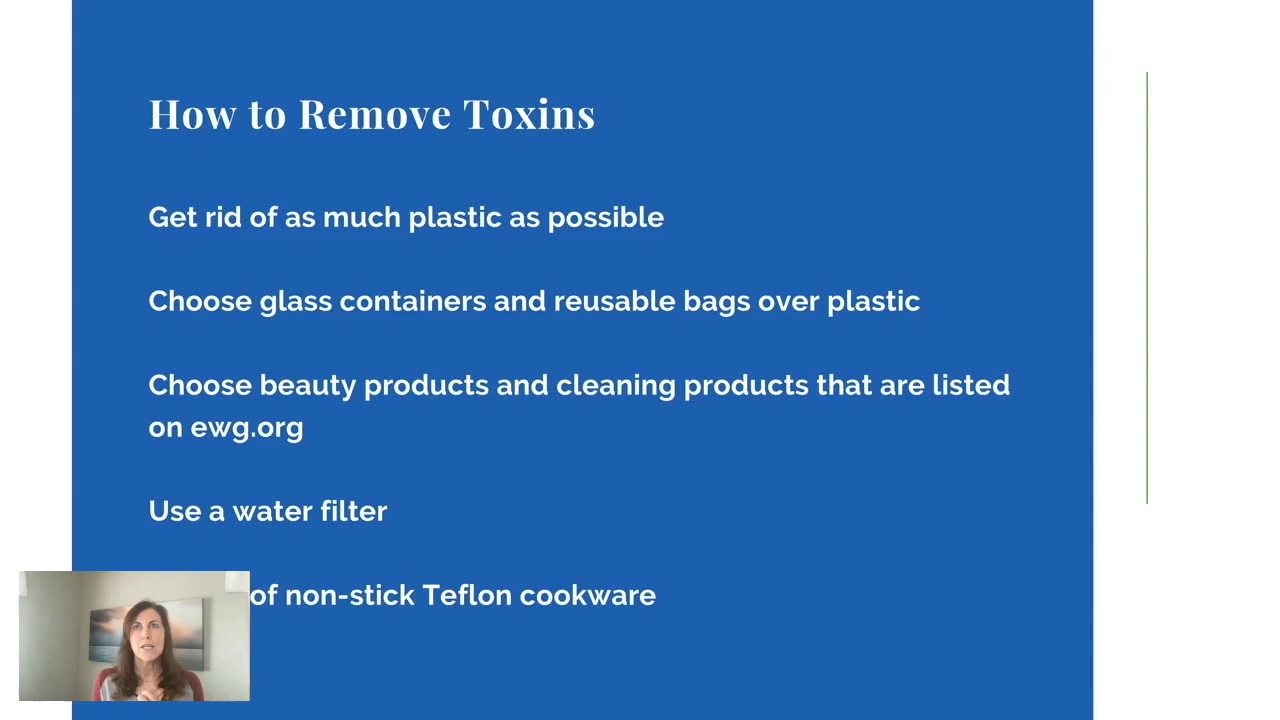 How to Remove Toxins
Get rid of as much plastic as possible
Choose glass containers and reusable bags over plastic
Choose beauty products and cleaning products that are listed
on ewg.org
Use a water filter
of non-stick Teflon cookware